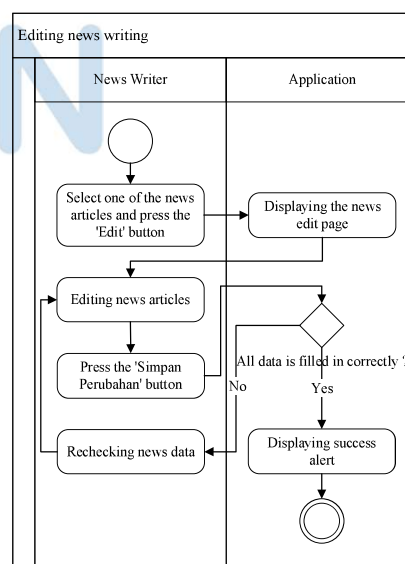 Editing news writing
News Writer
Application
Select one of the news
articles and press the
'Edit' button
Displaying the news
edit page
Editing news articles
Press the 'Simpan
Perubahan' button
All data is filled in correctly ?
No
Yes
Rechecking news data
Displaying success
alert